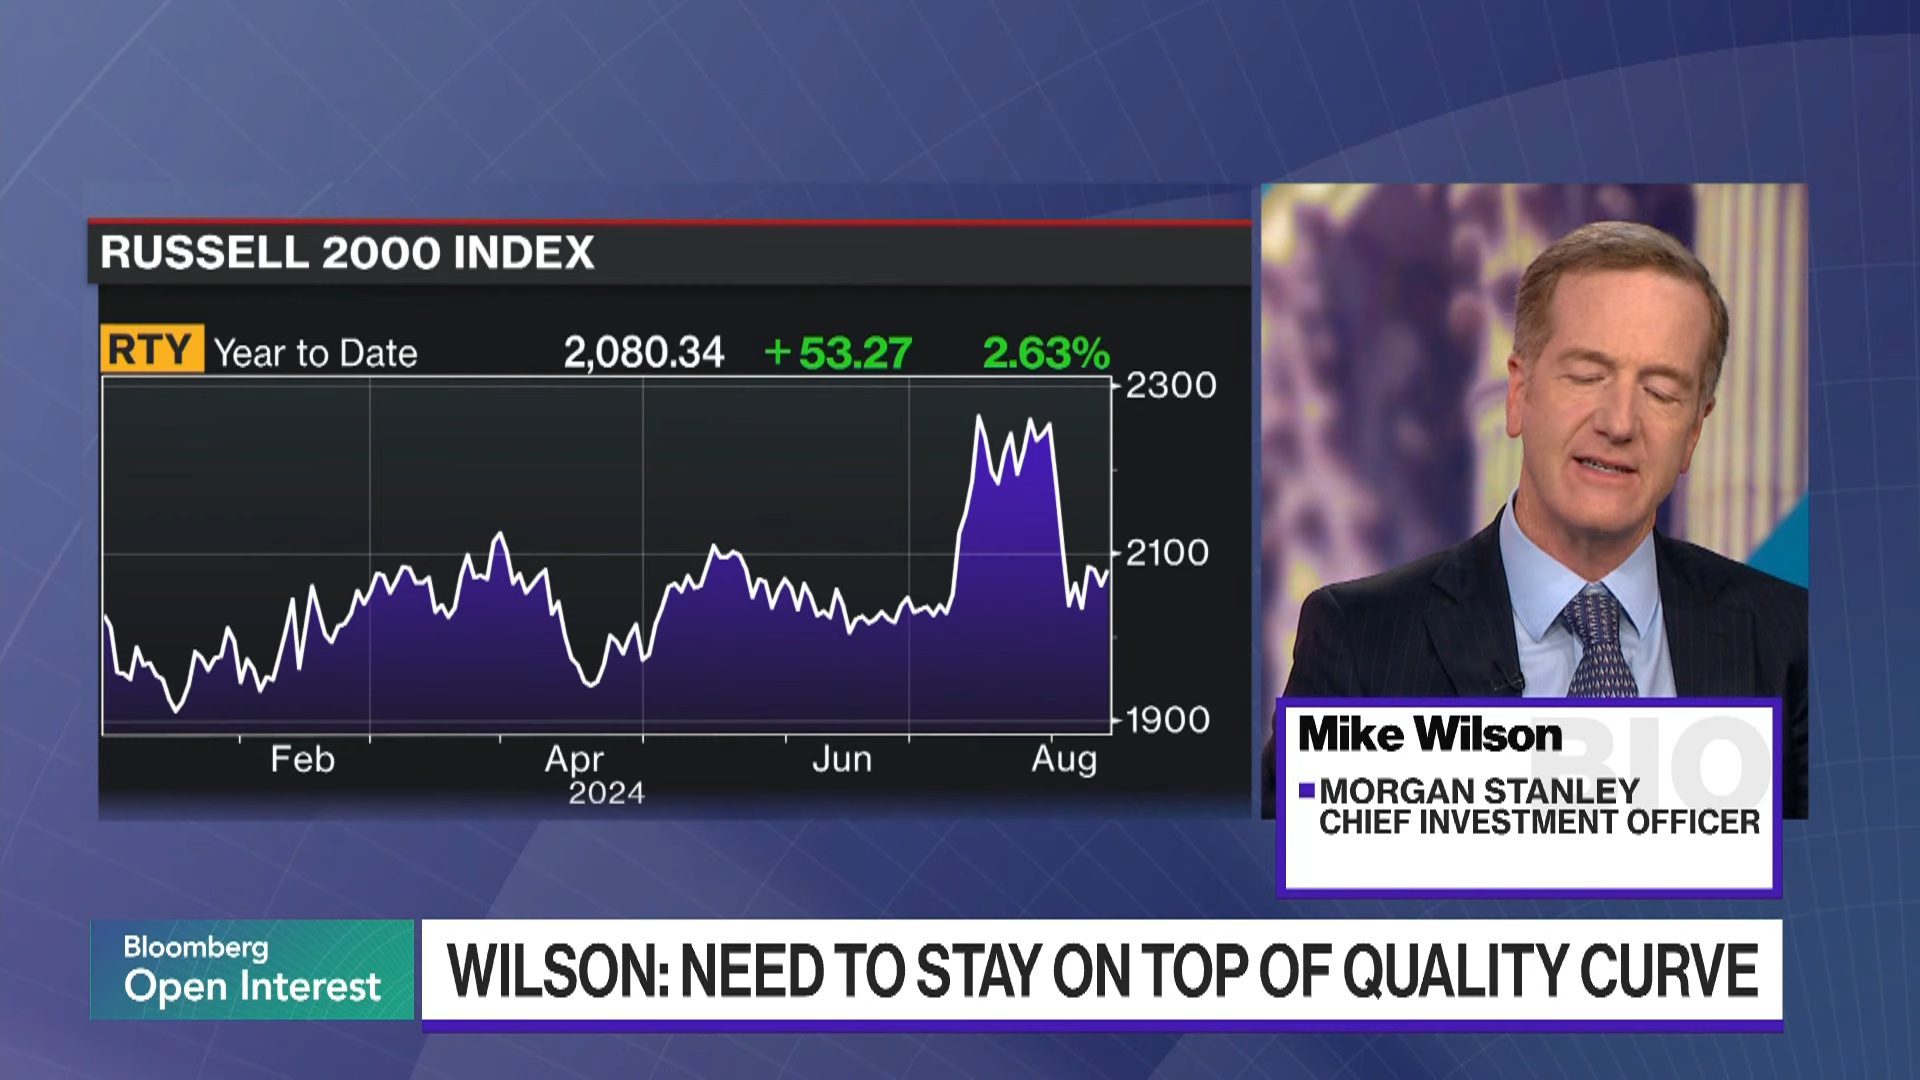 RUSSELL 2000 INDEX
RTY Year to Date 2,080.34 +53.27 2.63%
2300
2100
1900
Feb Apr Jun Aug
2024
BIO
Mike Wilson
MORGAN STANLEY
CHIEF INVESTMENT OFFICER
Bloomberg
Open Interest
WILSON: NEED TO STAY ON TOP OF QUALITY CURVE